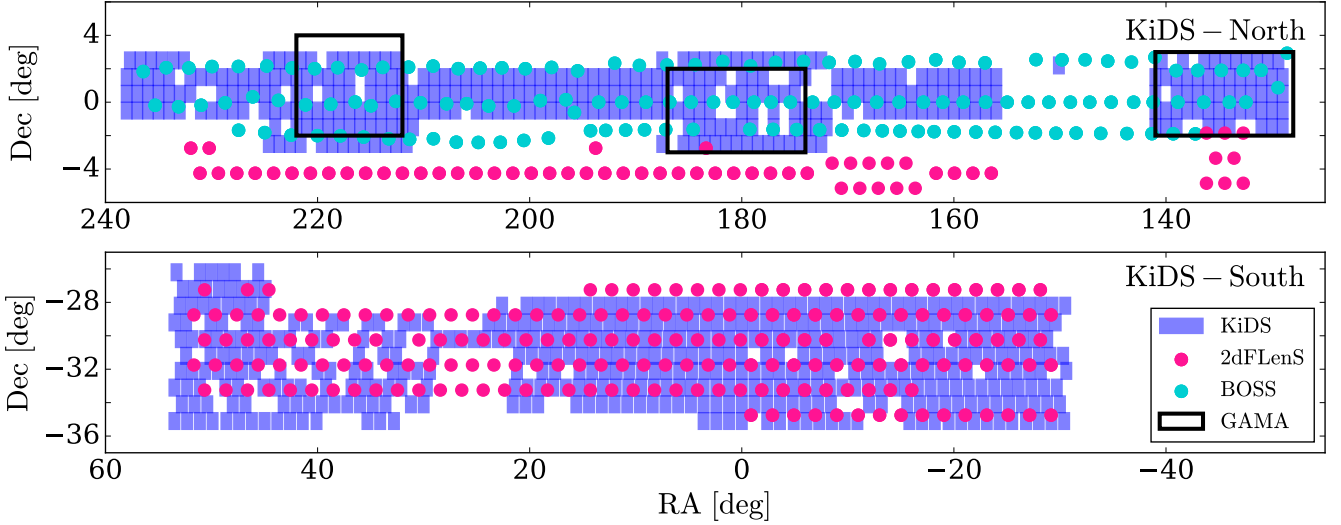 KiDS – North
Dec [deg]
4
0
−4
240
220
200
180
160
140
KiDS – South
Dec [deg]
−28
−32
−36
KiDS
2dFLenS
BOSS
GAMA
60
40
20
0
−20
−40
RA [deg]